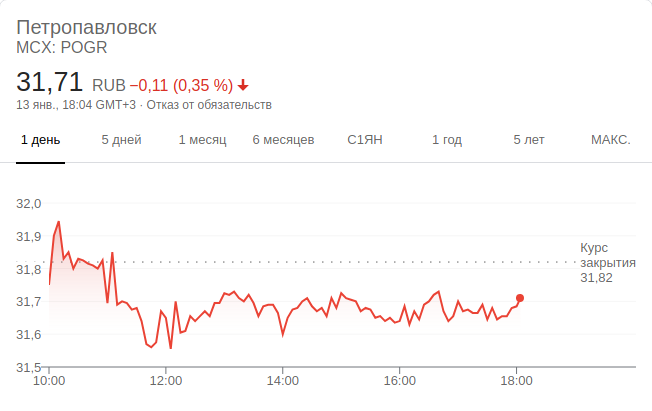 Петропавловск
MCX: POGR
31,71 RUB −0,11 (0,35 %)
13 янв., 18:04 GMT+3 · Отказ от обязательств
1 день 5 дней 1 месяц 6 месяцев С1ЯН 1 год 5 лет МАКС.
32,0
31,9
31,8
31,7
31,6
31,5
Курс
закрытия
31,82
10:00 12:00 14:00 16:00 18:00